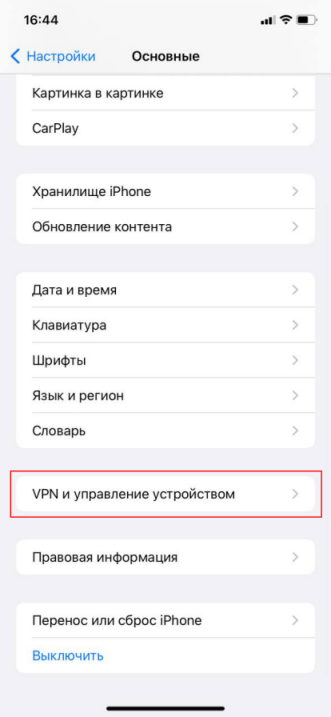 16:44
Настройки
Основные
Картинка в картинке
CarPlay
Хранилище iPhone
Обновление контента
Дата и время
Клавиатура
Шрифты
Язык и регион
Словарь
VPN и управление устройством
Правовая информация
Перенос или сброс iPhone
Выключить